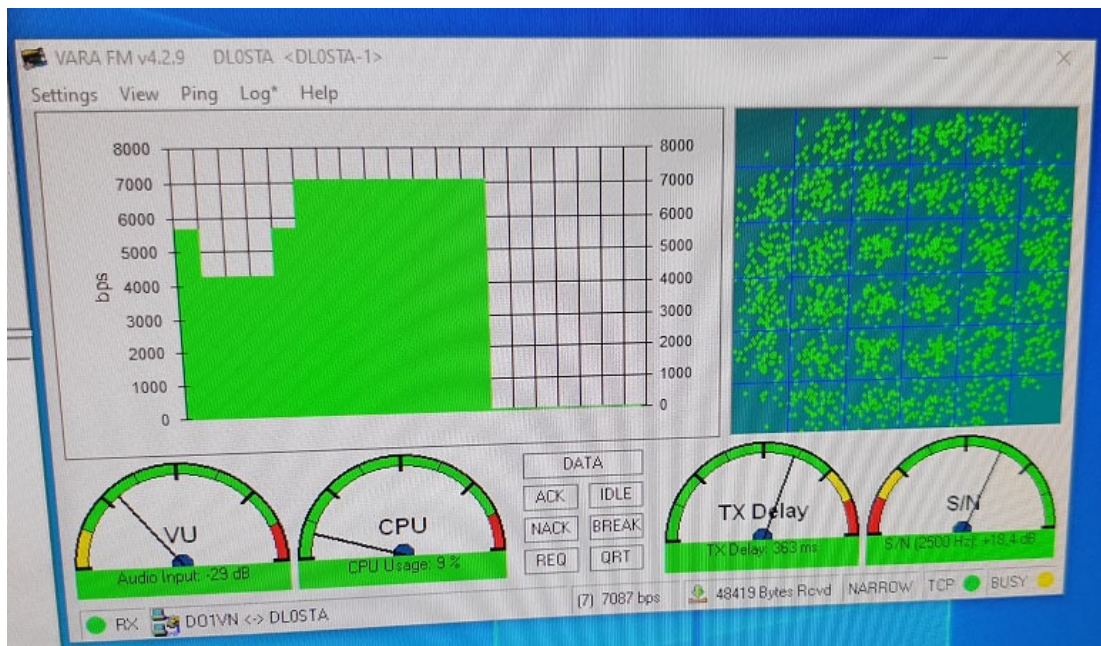 VARA FM v4.2.9 DL0STA <DL0STA-1>
Settings View Ping Log* Help
8000
7000
6000
5000
4000
3000
2000
1000
0
bps
8000
7000
6000
5000
4000
3000
2000
1000
0
VU
Audio Input: -29 dB
CPU
CPU Usage: 9 %
DATA
ACK IDLE
NACK BREAK
REQ QRT
TX Delay
TX Delay: 363 ms
S/N
S/N (2500 Hz): +18.4 dB
RX DO1VN <-> DL0STA (7) 7087 bps 48419 Bytes Rcvd NARROW TCP BUSY